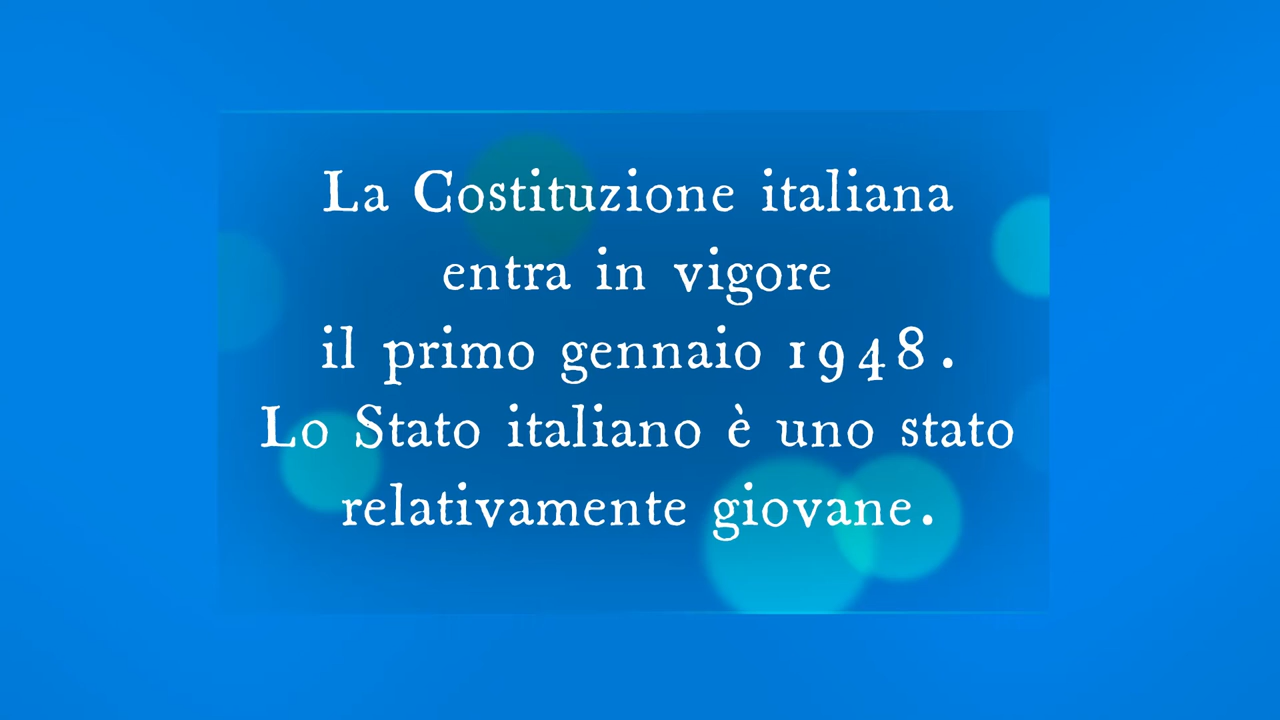 La Costituzione italiana
entra in vigore
il primo gennaio 1948.
Lo Stato italiano è uno stato
relativamente giovane.